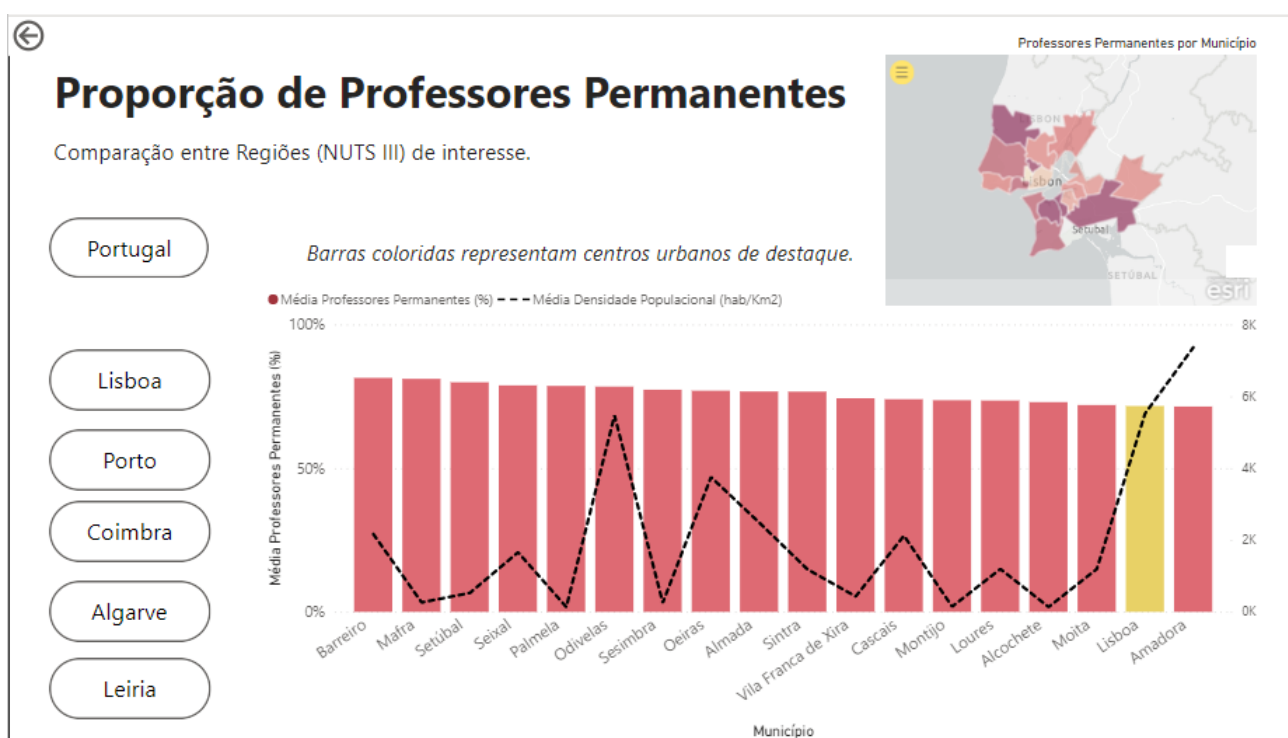 Professores Permanentes por Município
Proporção de Professores Permanentes
Comparação entre Regiões (NUTS III) de interesse.
LISBON
Lisbon
Setubal
SETÚBAL
esri
Portugal
Lisboa
Porto
Coimbra
Algarve
Leiria
Barras coloridas representam centros urbanos de destaque.
Média Professores Permanentes (%) Média Densidade Populacional (hab/Km2)
Média Professores Permanentes (%)
100%
50%
0%
8K
6K
4K
2K
0K
Barreiro
Mafra
Setúbal
Seixal
Palmela
Odivelas
Sesimbra
Oeiras
Almada
Sintra
Vila Franca de Xira
Cascais
Montijo
Loures
Alcochete
Moita
Lisboa
Amadora
Município